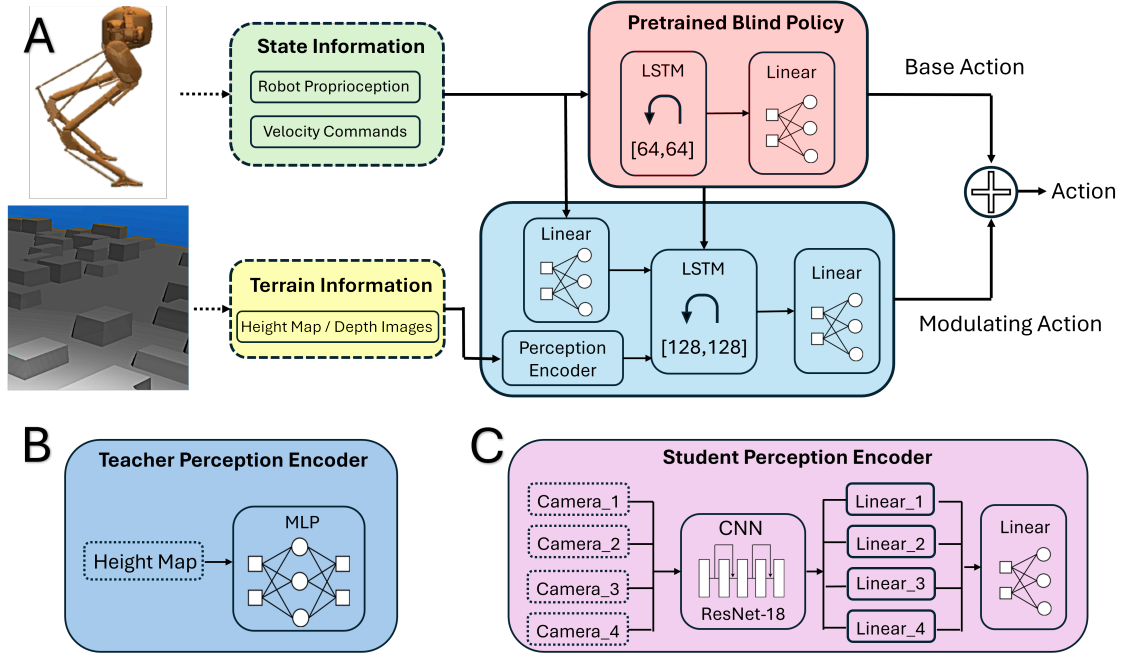 A
State Information
Robot Proprioception
Velocity Commands
Pretrained Blind Policy
LSTM
[64,64]
Linear
Base Action
Action
Terrain Information
Height Map / Depth Images
Linear
Perception
Encoder
LSTM
[128,128]
Linear
Modulating Action
B
Teacher Perception Encoder
Height Map
MLP
C
Student Perception Encoder
Camera_1
Camera_2
Camera_3
Camera_4
CNN
ResNet-18
Linear_1
Linear_2
Linear_3
Linear_4
Linear